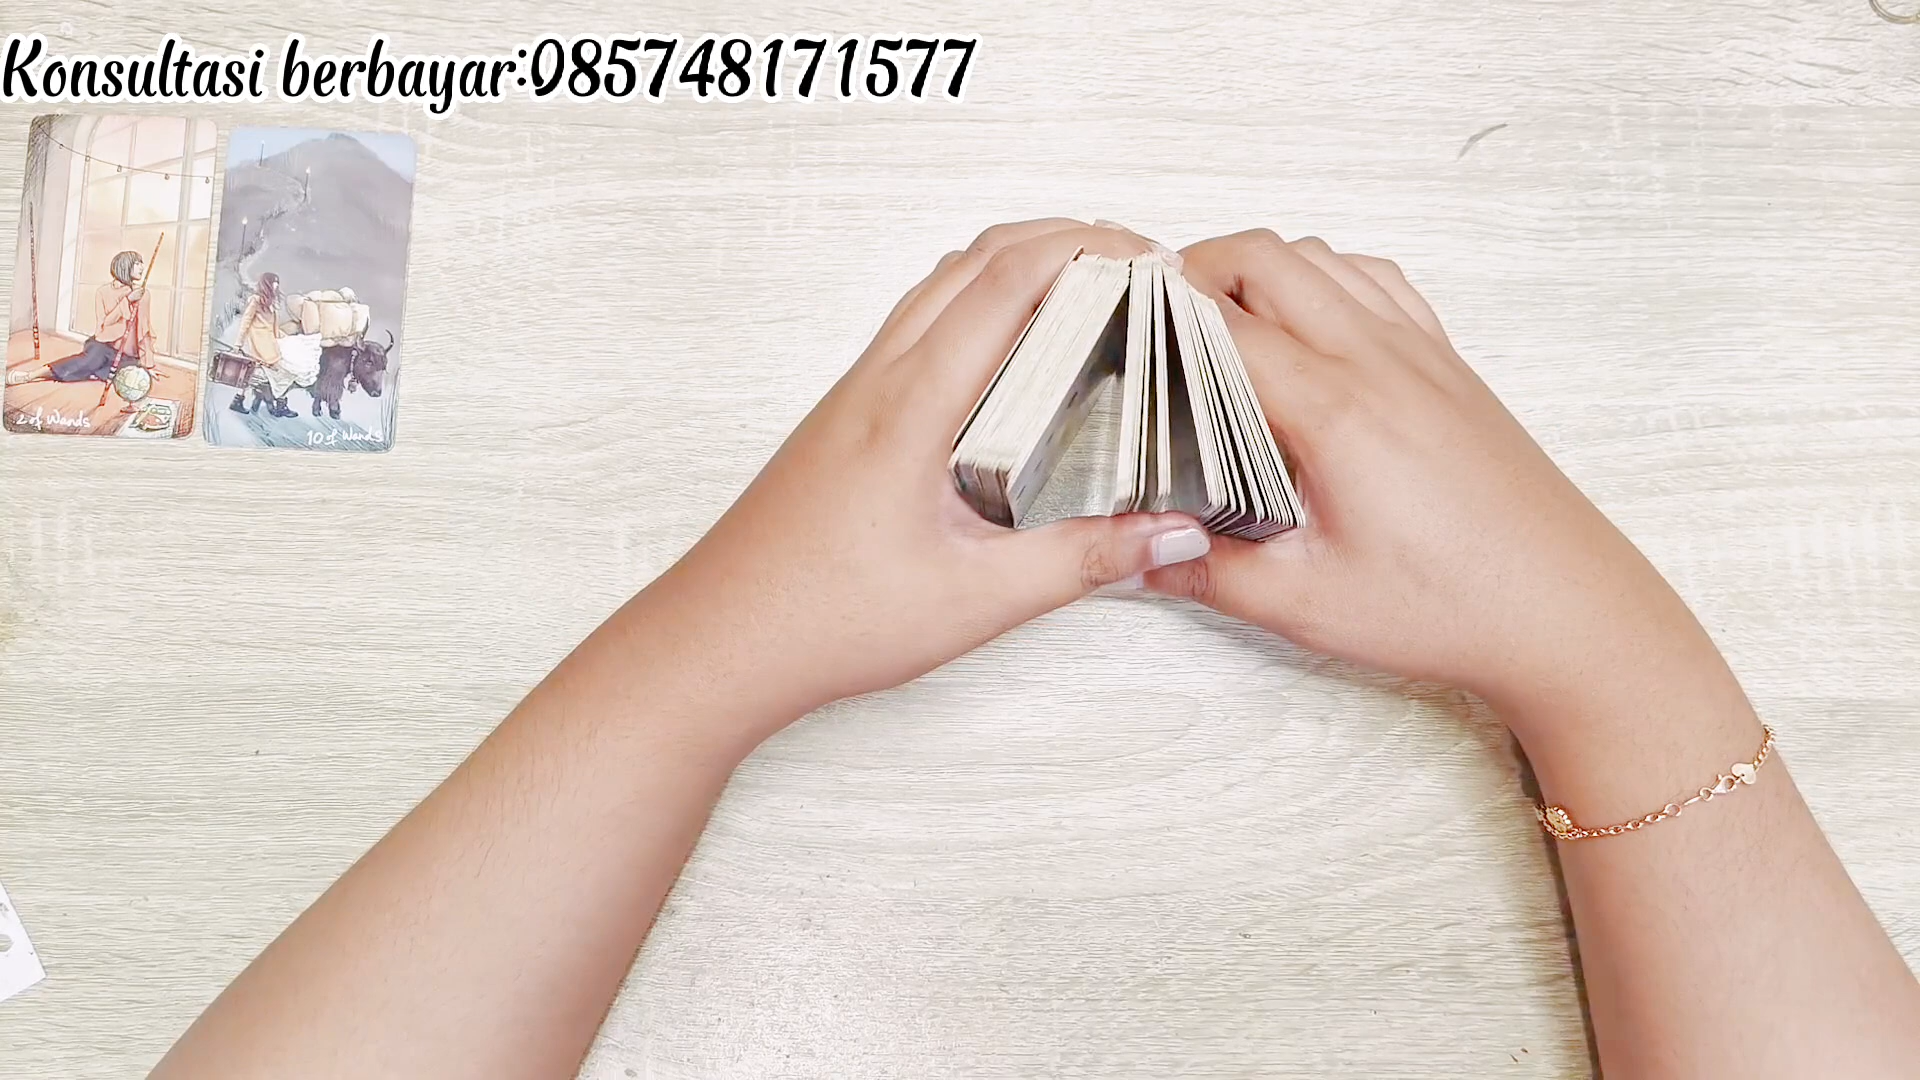 Konsultasi berbayar:085748171577
2 of Wands
10 of Wands